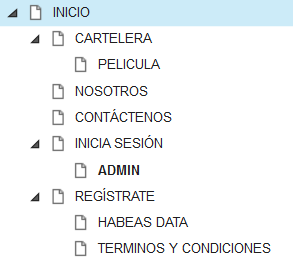 INICIO
CARTELERA
PELICULA
NOSOTROS
CONTÁCTENOS
INICIA SESIÓN
ADMIN
REGÍSTRATE
HABEAS DATA
TERMINOS Y CONDICIONES